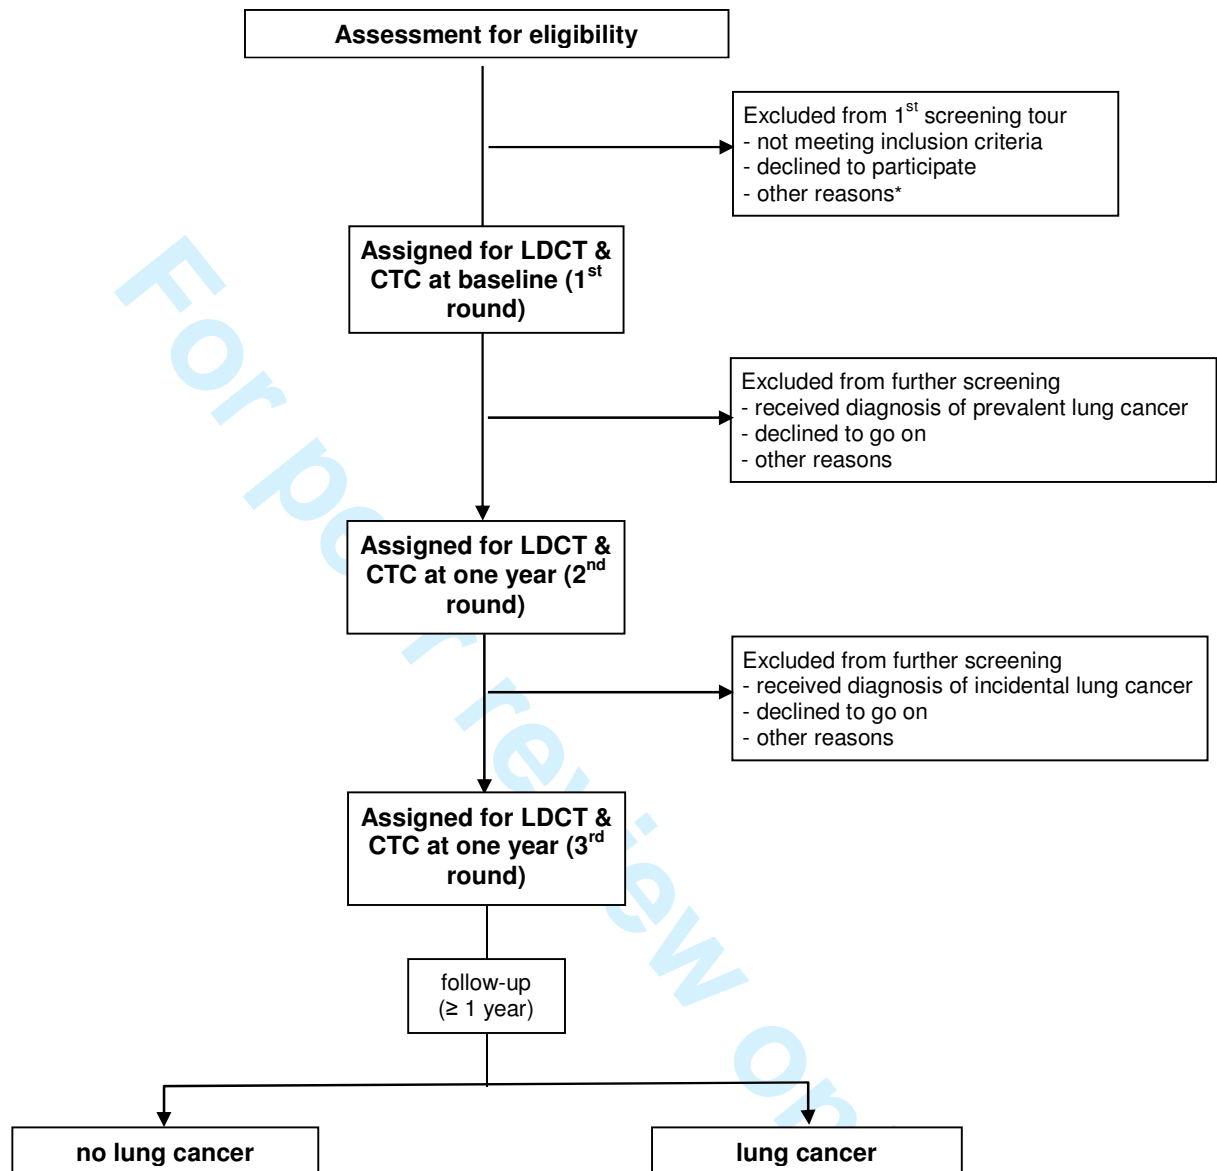 Assessment for eligibility
Excluded from 1st screening tour
- not meeting inclusion criteria
- declined to participate
- other reasons*
Assigned for LDCT &
CTC at baseline (1st
round)
Excluded from further screening
- received diagnosis of prevalent lung cancer
- declined to go on
- other reasons
Assigned for LDCT &
CTC at one year (2nd
round)
Excluded from further screening
- received diagnosis of incidental lung cancer
- declined to go on
- other reasons
Assigned for LDCT &
CTC at one year (3rd
round)
follow-up
(≥ 1 year)
no lung cancer
lung cancer
For peer review on